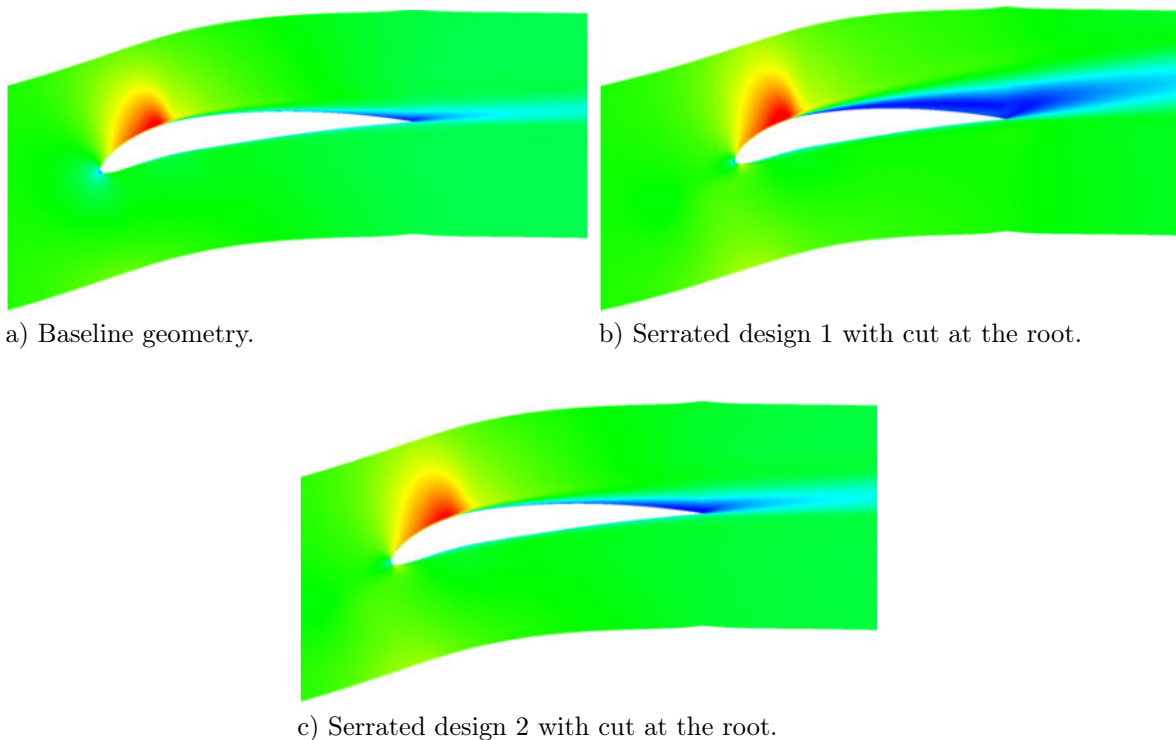 a) Baseline geometry.
b) Serrated design 1 with cut at the root.
c) Serrated design 2 with cut at the root.